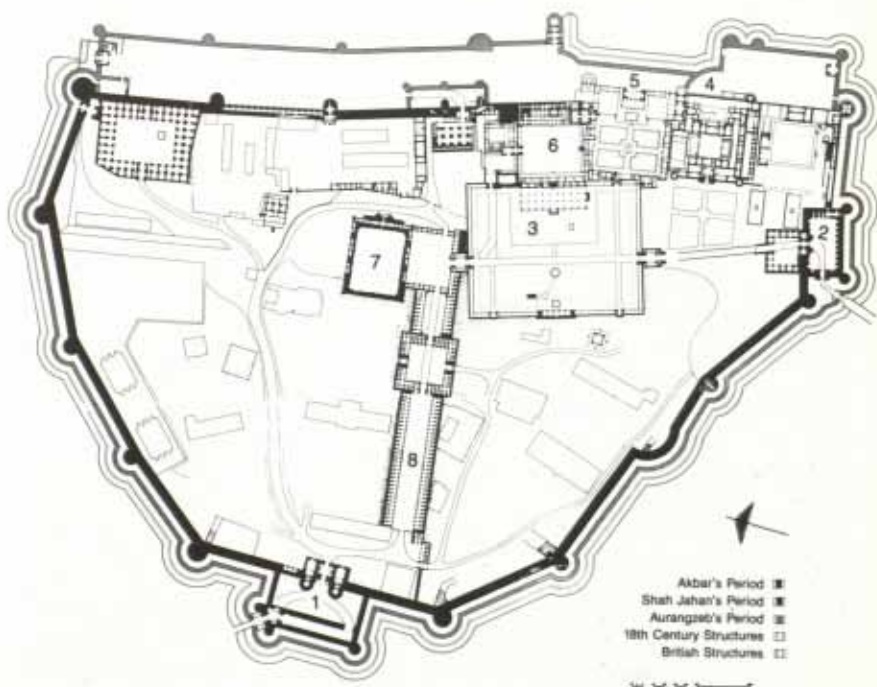 5
4
6
2
3
7
8
1
Akbar's Period
Shah Jahan's Period
Aurangzeb's Period
18th Century Structures
British Structures